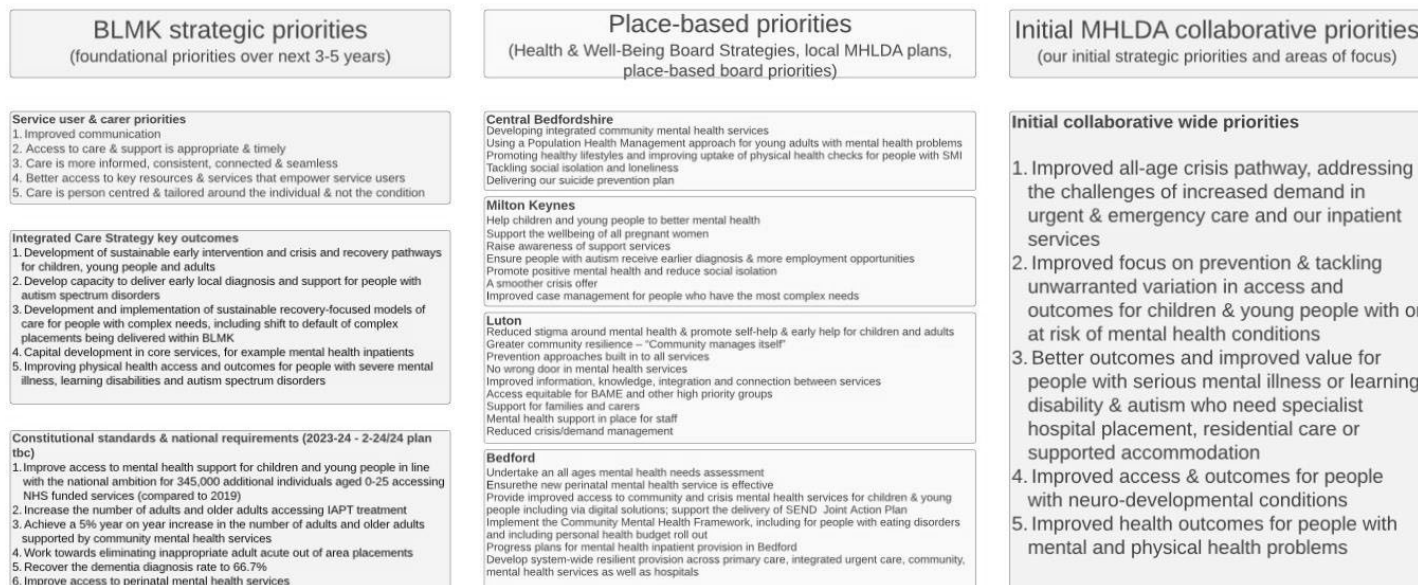 BLMK strategic priorities
(foundational priorities over next 3-5 years)
Service user & carer priorities
1. Improved communication
2. Access to care & support is appropriate & timely
3. Care is more informed, consistent, connected & seamless
4. Better access to key resources & services that empower service users
5. Care is person centred & tailored around the individual & not the condition
Integrated Care Strategy key outcomes
1. Development of sustainable early intervention and crisis and recovery pathways
for children, young people and adults
2. Develop capacity to deliver early local diagnosis and support for people with
autism spectrum disorders
3. Development and implementation of sustainable recovery-focused models of
care for people with complex needs, including shift to default of complex
placements being delivered within BLMK
4. Capital development in core services, for example mental health inpatients
5. Improving physical health access and outcomes for people with severe mental
illness, learning disabilities and autism spectrum disorders
Constitutional standards & national requirements (2023-24 - 2-24/24 plan
tbc)
1. Improve access to mental health support for children and young people in line
with the national ambition for 345,000 additional individuals aged 0-25 accessing
NHS funded services (compared to 2019)
2. Increase the number of adults and older adults accessing IAPT treatment
3. Achieve a 5% year on year increase in the number of adults and older adults
supported by community mental health services
4. Work towards eliminating inappropriate adult acute out of area placements
5. Recover the dementia diagnosis rate to 66.7%
6. Improve access to perinatal mental health services
Place-based priorities
(Health & Well-Being Board Strategies, local MHLDA plans,
place-based board priorities)
Central Bedfordshire
Developing integrated community mental health services
Using a Population Health Management approach for young adults with mental health problems
Promoting healthy lifestyles and improving uptake of physical health checks for people with SMI
Tackling social isolation and loneliness
Delivering our suicide prevention plan
Milton Keynes
Help children and young people to better mental health
Support the wellbeing of all pregnant women
Raise awareness of support services
Ensure people with autism receive earlier diagnosis & more employment opportunities
Promote positive mental health and reduce social isolation
A smoother crisis offer
Improved case management for people who have the most complex needs
Luton
Reduced stigma around mental health & promote self-help & early help for children and adults
Greater community resilience – “Community manages itself”
Prevention approaches built in to all services
No wrong door in mental health services
Improved information, knowledge, integration and connection between services
Access equitable for BAME and other high priority groups
Support for families and carers
Mental health support in place for staff
Reduced crisis/demand management
Bedford
Undertake an all ages mental health needs assessment
Ensurethe new perinatal mental health service is effective
Provide improved access to community and crisis mental health services for children & young
people including via digital solutions; support the delivery of SEND Joint Action Plan
Implement the Community Mental Health Framework, including for people with eating disorders
and including personal health budget roll out
Progress plans for mental health inpatient provision in Bedford
Develop system-wide resilient provision across primary care, integrated urgent care, community,
mental health services as well as hospitals
Initial MHLDA collaborative priorities
(our initial strategic priorities and areas of focus)
Initial collaborative wide priorities
1. Improved all-age crisis pathway, addressing
the challenges of increased demand in
urgent & emergency care and our inpatient
services
2. Improved focus on prevention & tackling
unwarranted variation in access and
outcomes for children & young people with or
at risk of mental health conditions
3. Better outcomes and improved value for
people with serious mental illness or learning
disability & autism who need specialist
hospital placement, residential care or
supported accommodation
4. Improved access & outcomes for people
with neuro-developmental conditions
5. Improved health outcomes for people with
mental and physical health problems